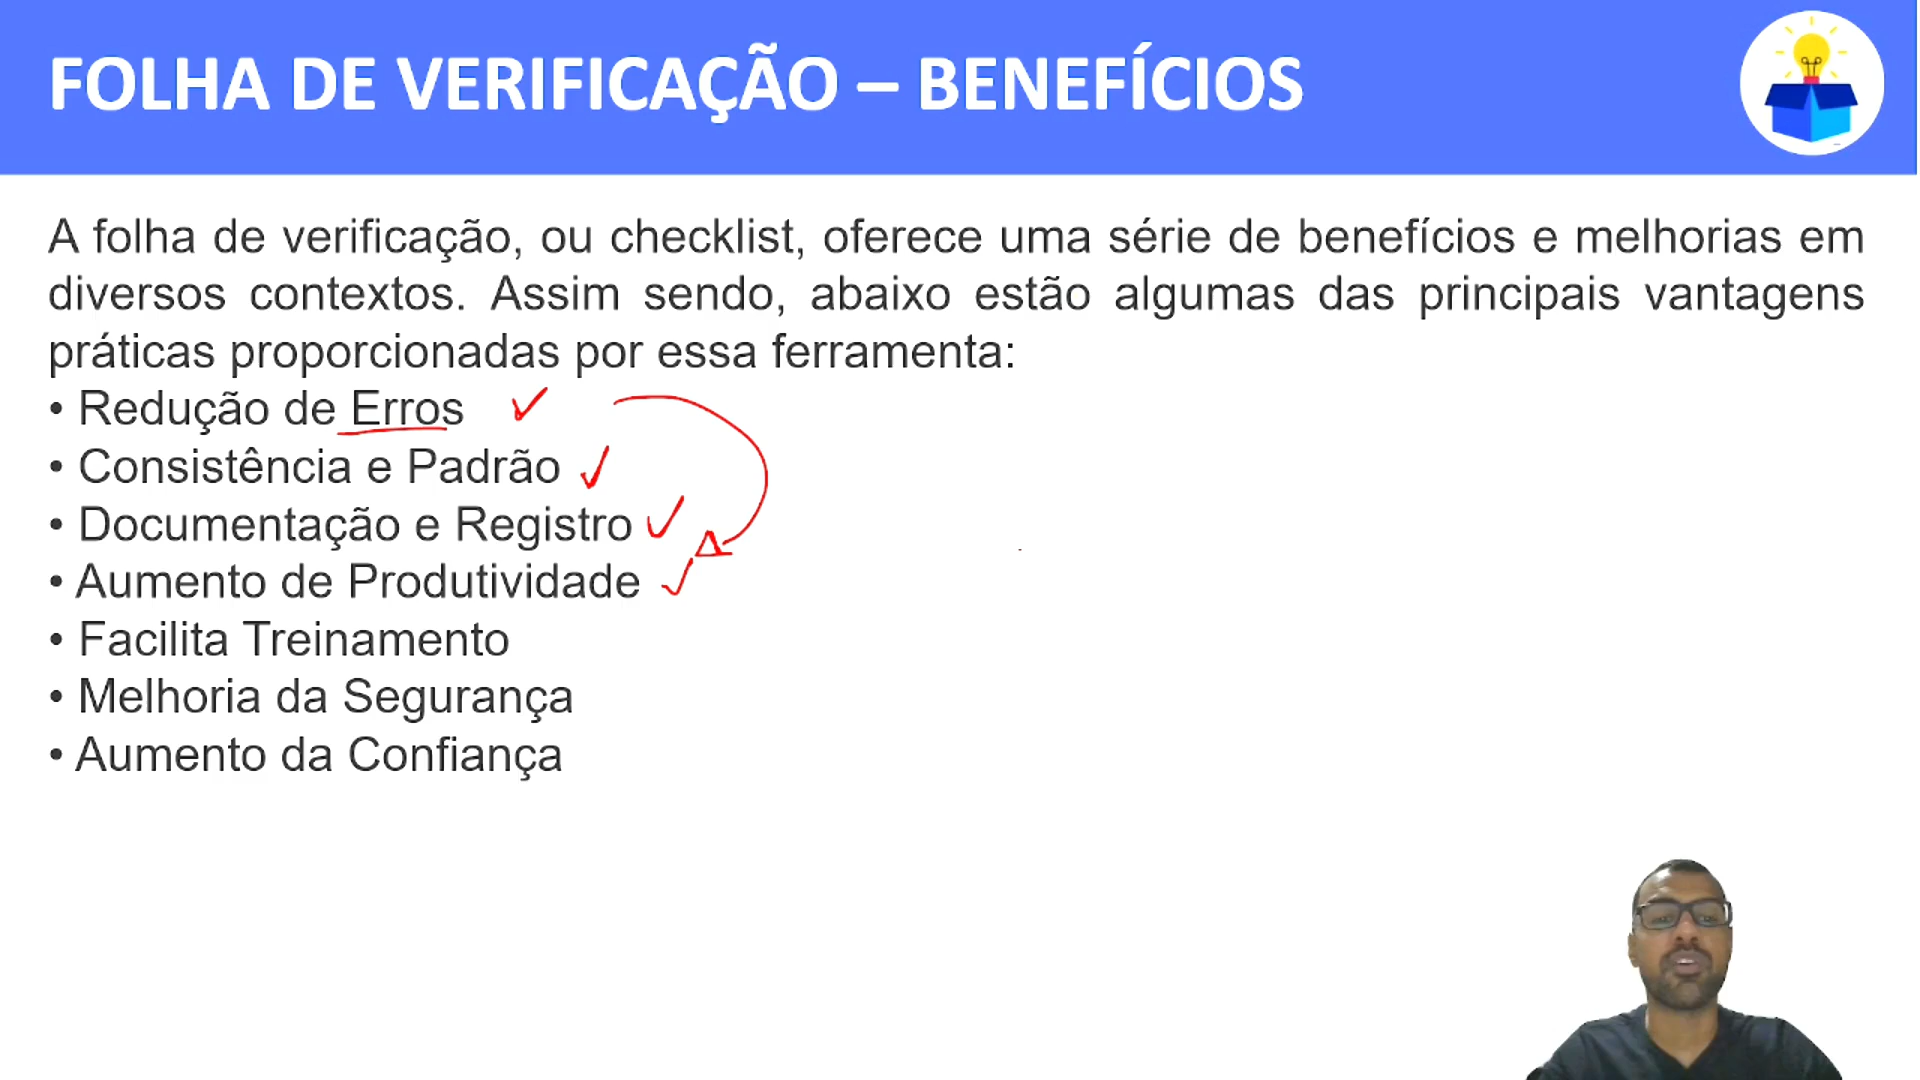 FOLHA DE VERIFICAÇÃO – BENEFÍCIOS
A folha de verificação, ou checklist, oferece uma série de benefícios e melhorias em
diversos contextos. Assim sendo, abaixo estão algumas das principais vantagens
práticas proporcionadas por essa ferramenta:
• Redução de Erros
• Consistência e Padrão
• Documentação e Registro
• Aumento de Produtividade
• Facilita Treinamento
• Melhoria da Segurança
• Aumento da Confiança